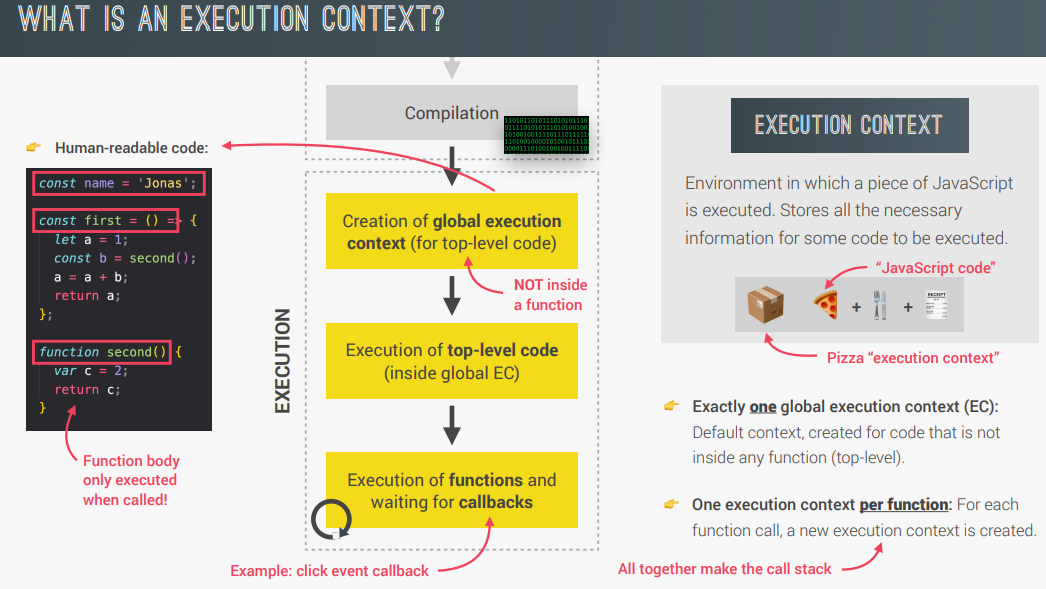 WHAT IS AN EXECUTION CONTEXT?
Compilation
👉 Human-readable code:
const name = 'Jonas';
const first = () => {
let a = 1;
const b = second();
a = a + b;
return a;
};
function second() {
var c = 2;
return c;
}
Function body
only executed
when called!
EXECUTION
Creation of global execution
context (for top-level code)
NOT inside
a function
Execution of top-level code
(inside global EC)
Execution of functions and
waiting for callbacks
Example: click event callback
EXECUTION CONTEXT
Environment in which a piece of JavaScript
is executed. Stores all the necessary
information for some code to be executed.
“JavaScript code”
+ +
RECEIPT
Pizza “execution context”
👉 Exactly one global execution context (EC):
Default context, created for code that is not
inside any function (top-level).
👉 One execution context per function: For each
function call, a new execution context is created.
All together make the call stack